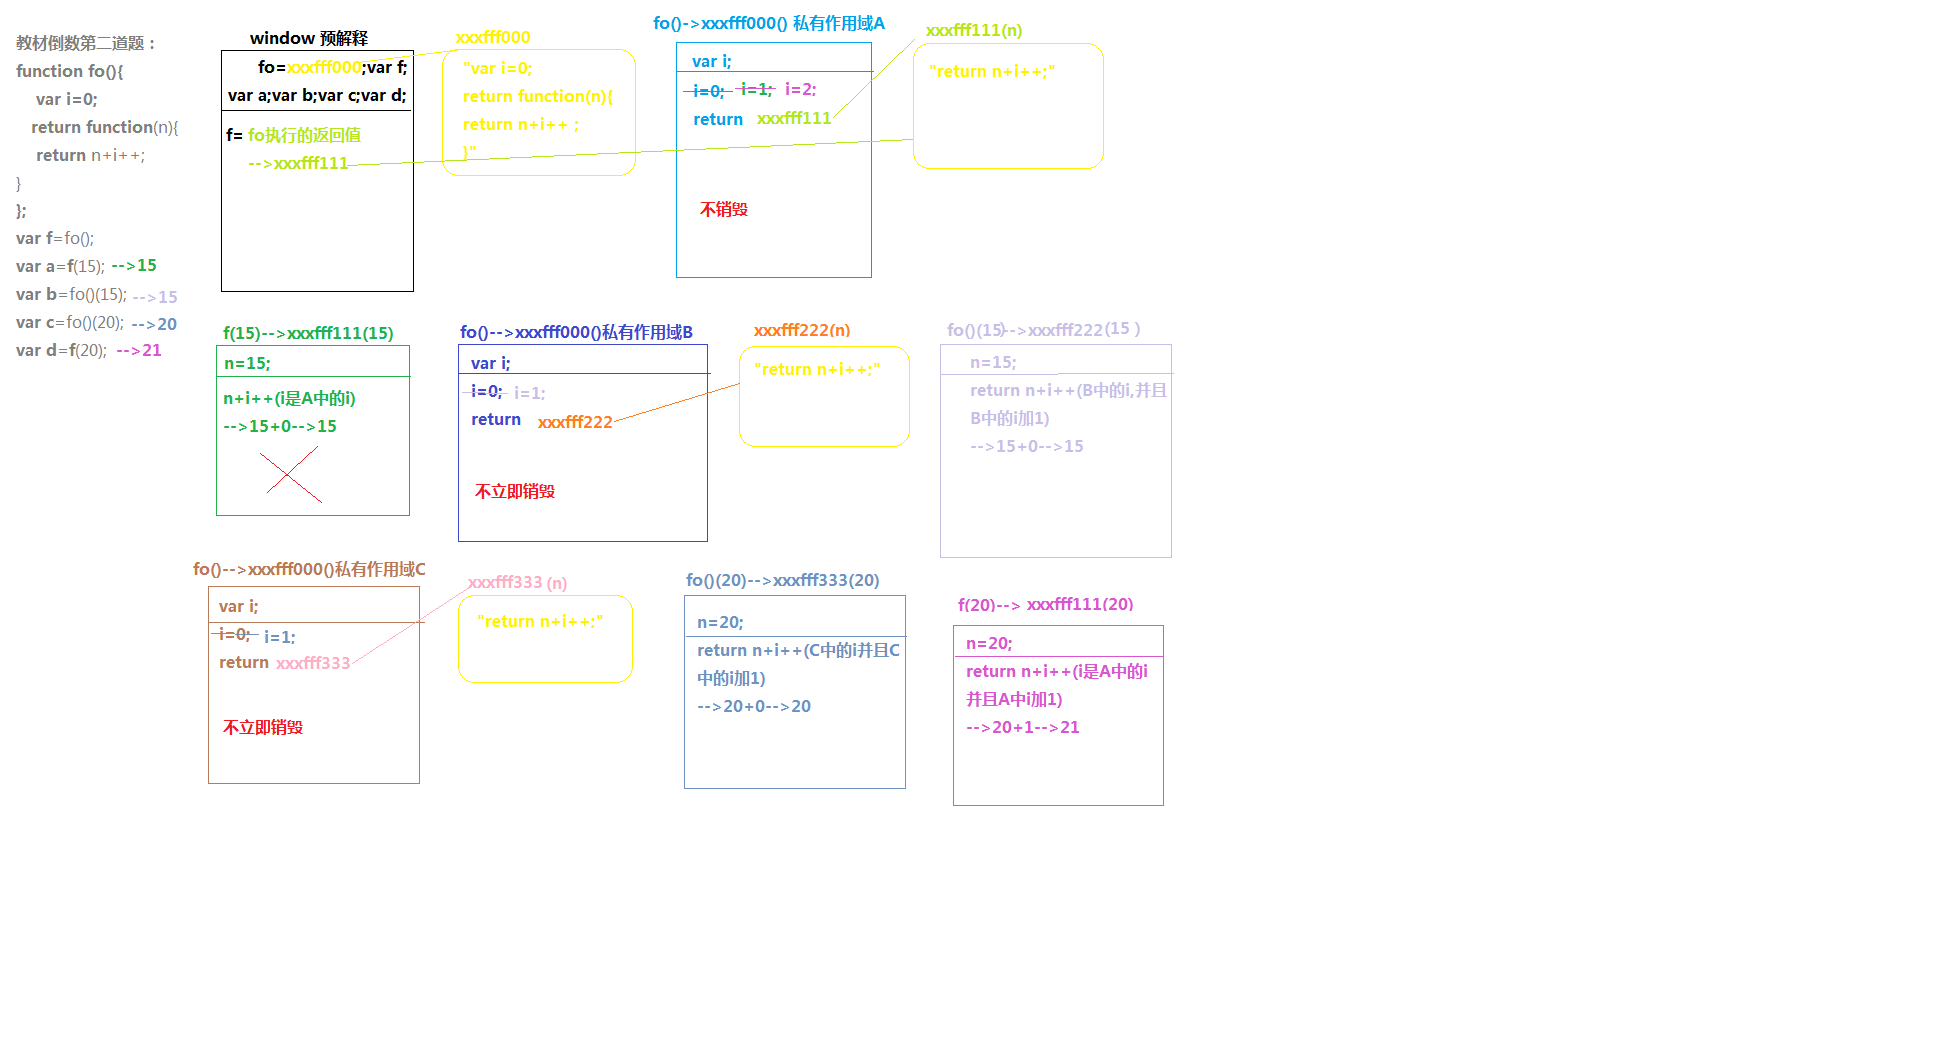 教材倒数第二道题：
function fo(){
var i=0;
return function(n){
return n+i++;
}
};
var f=fo();
var a=f(15); -->15
var b=fo()(15); -->15
var c=fo()(20); -->20
var d=f(20); -->21
window 预解释
fo=xxxfff000;var f;
var a;var b;var c;var d;
f= fo执行的返回值
-->xxxfff111
xxxfff000
"var i=0;
return function(n){
return n+i++ ;
}"
fo()->xxxfff000() 私有作用域A
var i;
i=0; i=1; i=2;
return xxxfff111
不销毁
xxxfff111(n)
"return n+i++;"
f(15)-->xxxfff111(15)
n=15;
n+i++(i是A中的i)
-->15+0-->15
fo()-->xxxfff000()私有作用域B
var i;
i=0; i=1;
return xxxfff222
不立即销毁
xxxfff222(n)
"return n+i++;"
fo()(15)-->xxxfff222(15 )
n=15;
return n+i++(B中的i,并且
B中的i加1)
-->15+0-->15
fo()-->xxxfff000()私有作用域C
var i;
i=0; i=1;
return xxxfff333
不立即销毁
xxxfff333 (n)
"return n+i++;"
fo()(20)-->xxxfff333(20)
n=20;
return n+i++(C中的i并且C
中的i加1)
-->20+0-->20
f(20)--> xxxfff111(20)
n=20;
return n+i++(i是A中的i
并且A中i加1)
-->20+1-->21